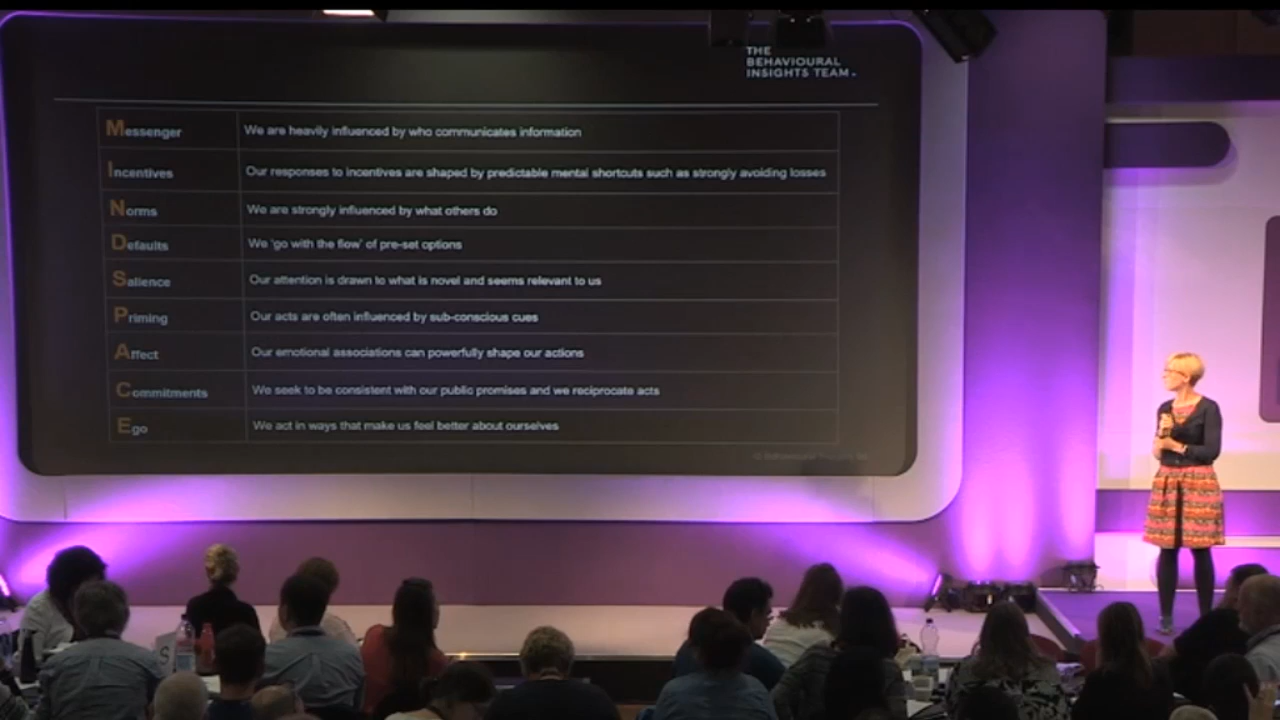 THE
BEHAVIOURAL
INSIGHTS TEAM.
Messenger We are heavily influenced by who communicates information
Incentives Our responses to incentives are shaped by predictable mental shortcuts such as strongly avoiding losses
Norms We are strongly influenced by what others do
Defaults We 'go with the flow' of pre-set options
Salience Our attention is drawn to what is novel and seems relevant to us
Priming Our acts are often influenced by sub-conscious cues
Affect Our emotional associations can powerfully shape our actions
Commitments We seek to be consistent with our public promises and we reciprocate acts
Ego We act in ways that make us feel better about ourselves
S